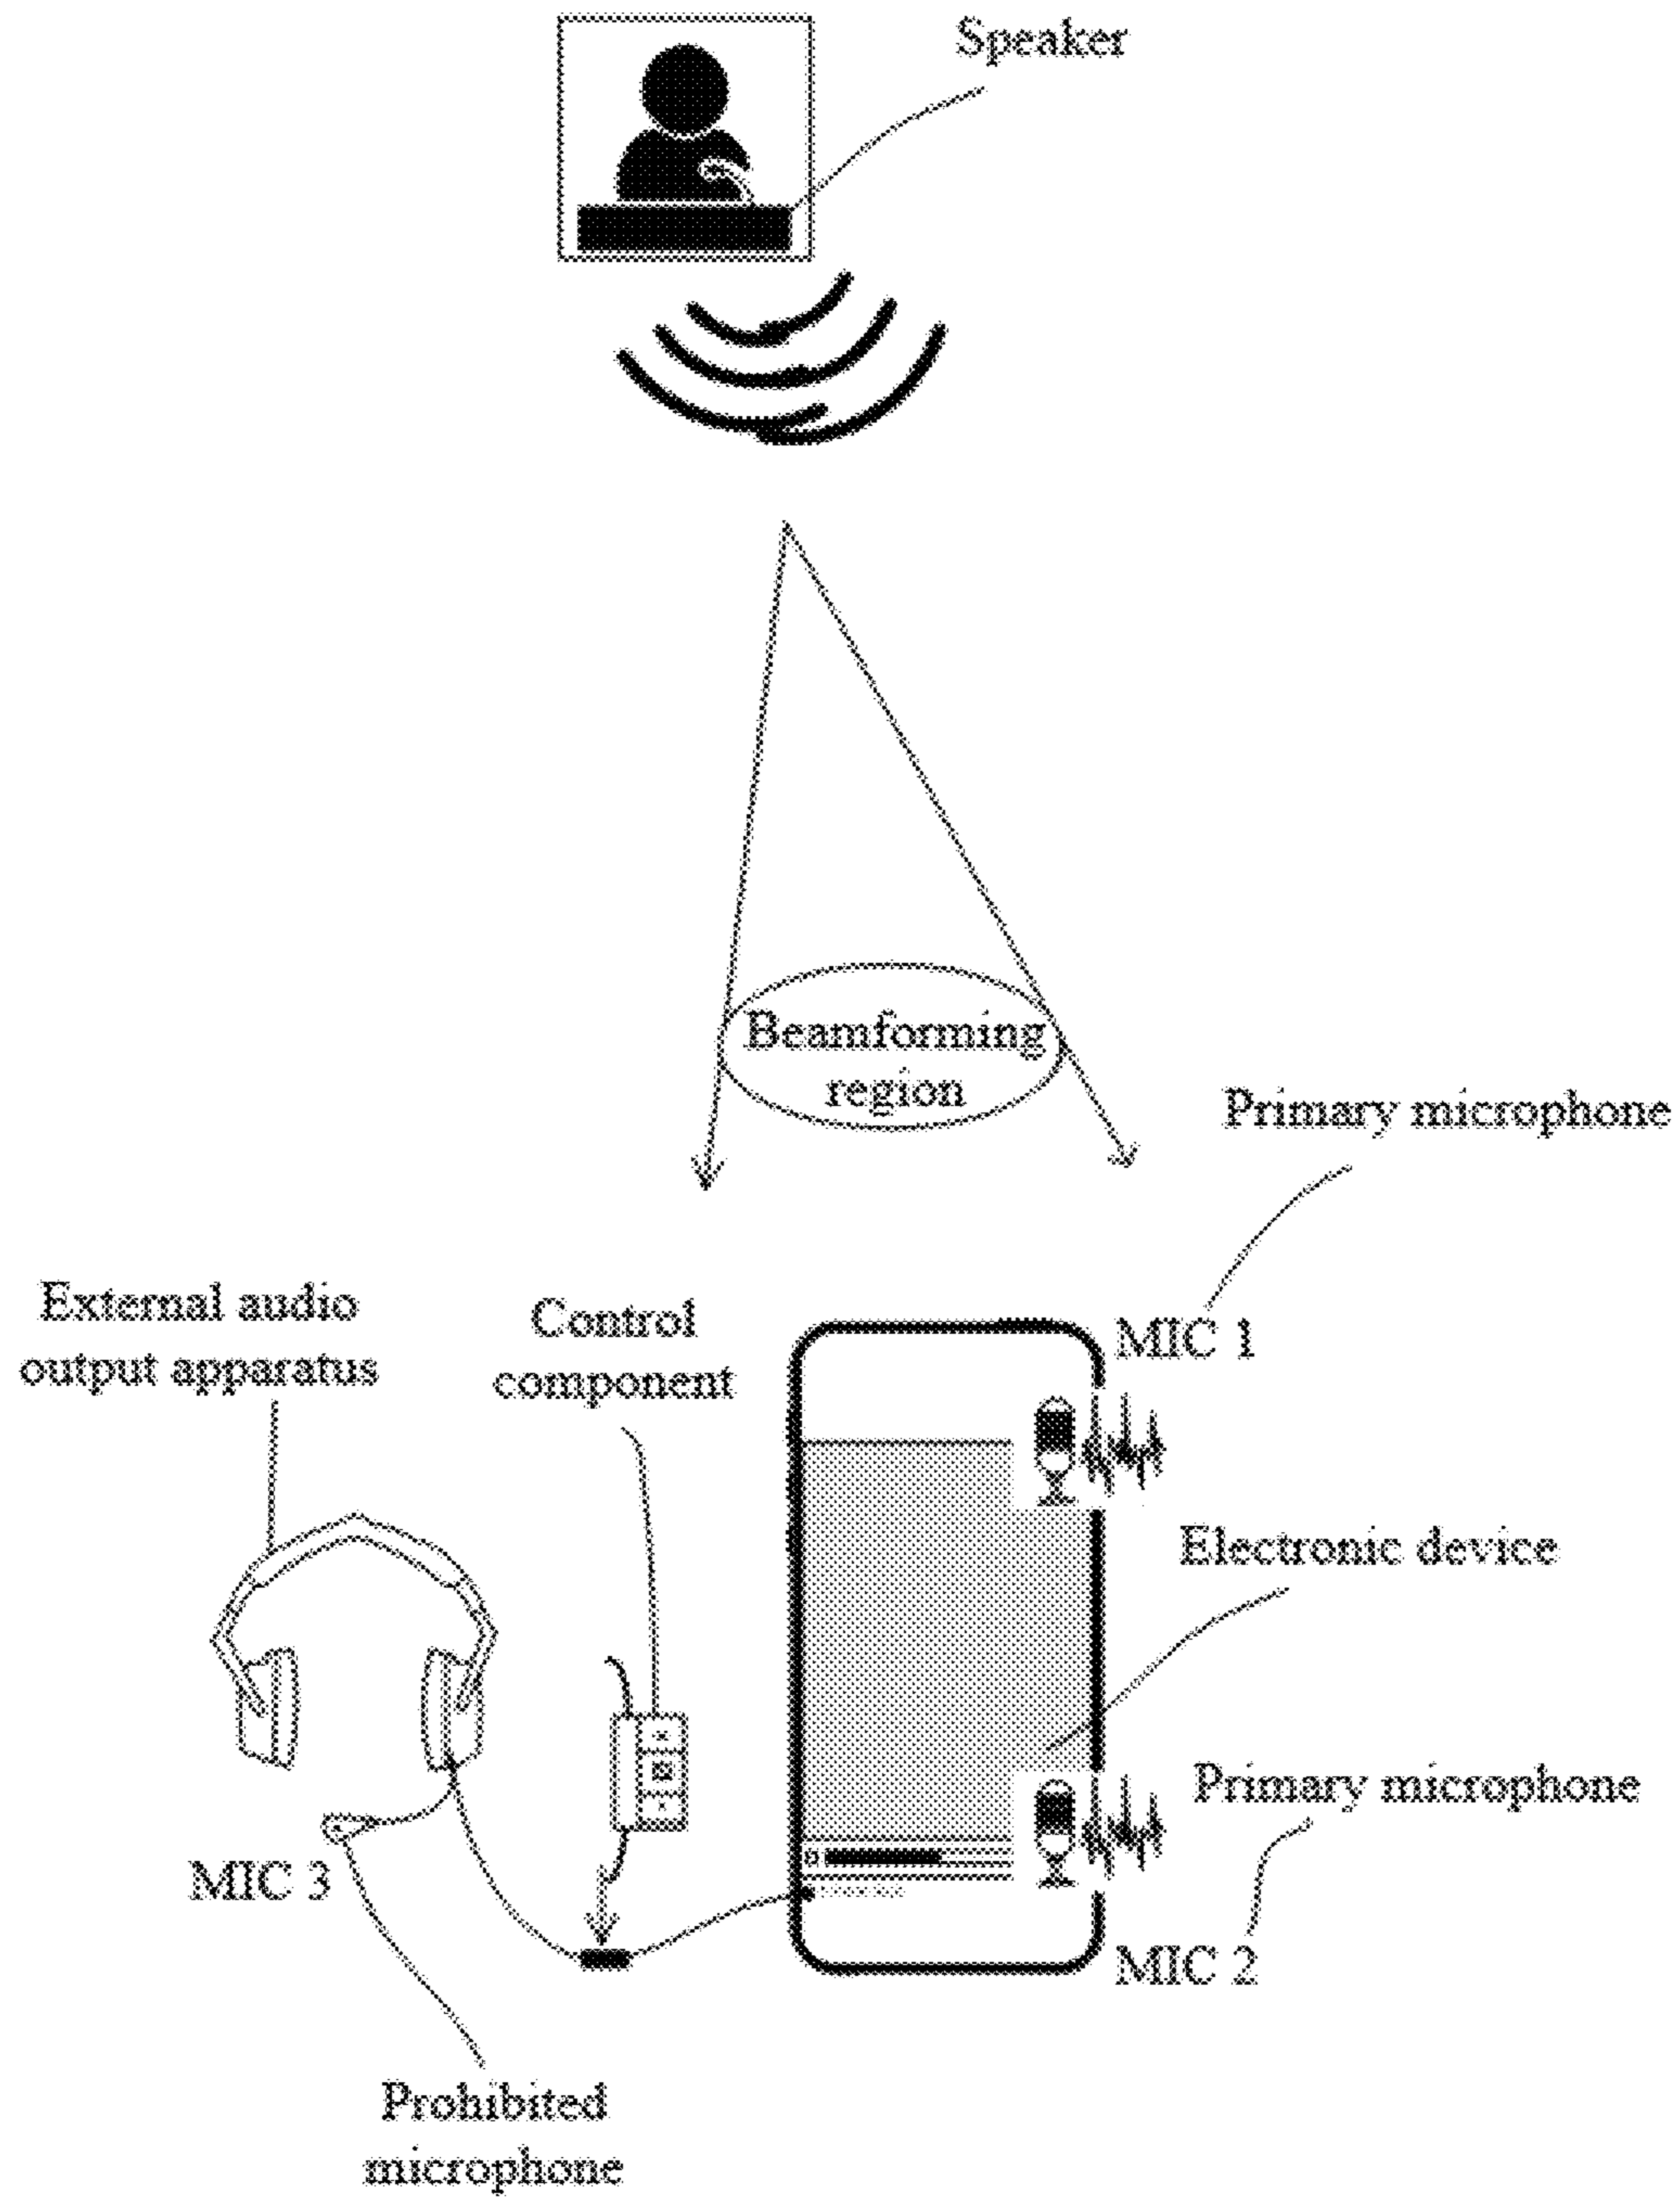 Speaker
Beamforming
region
Primary microphone
External audio
output apparatus
Control
component
MIC 1
Electronic device
Primary microphone
MIC 3
MIC 2
Prohibited
microphone